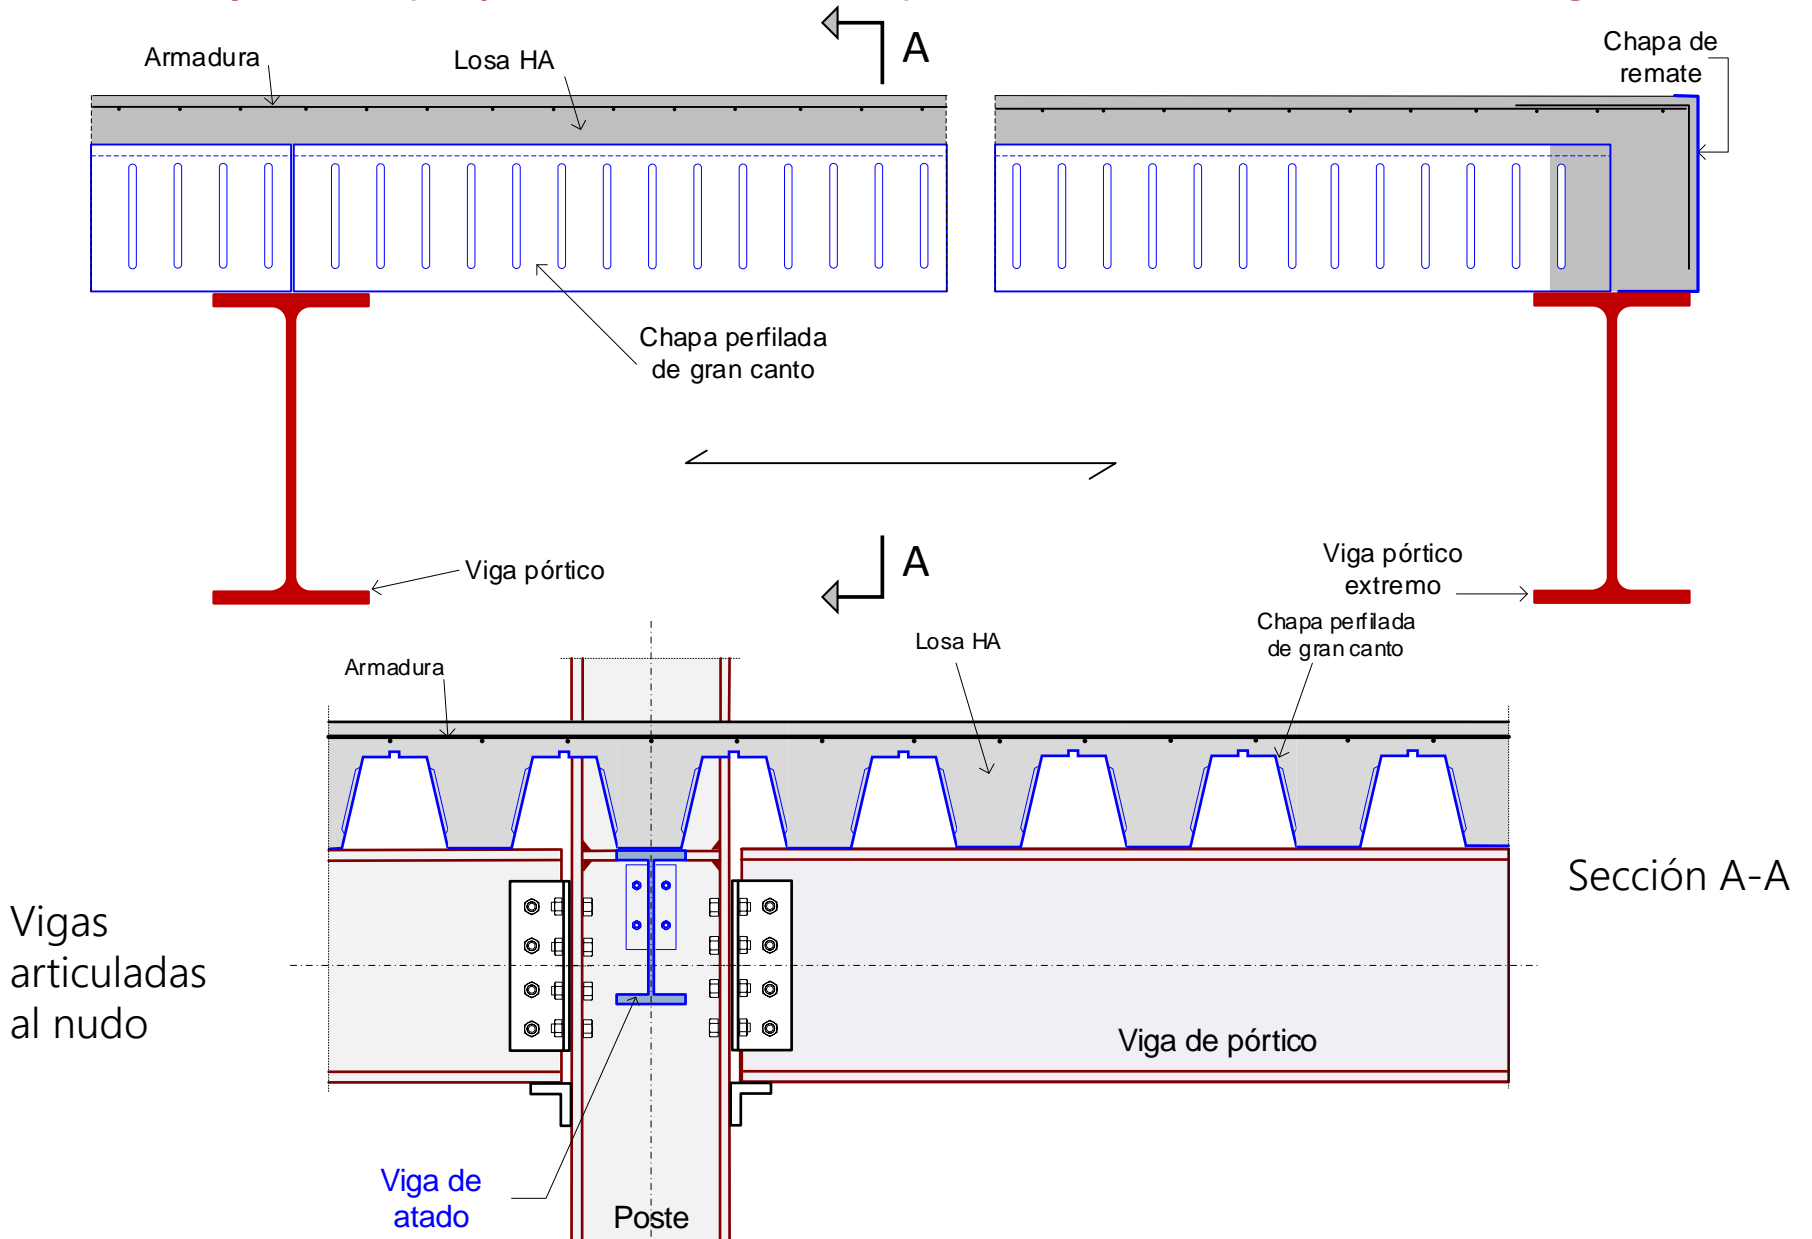 Armadura
Losa HA
A
Chapa de
remate
Chapa perfilada
de gran canto
Viga pórtico
A
Viga pórtico
extremo
Armadura
Losa HA
Chapa perfilada
de gran canto
Sección A-A
Vigas
articuladas
al nudo
Viga de pórtico
Viga de
atado
Poste